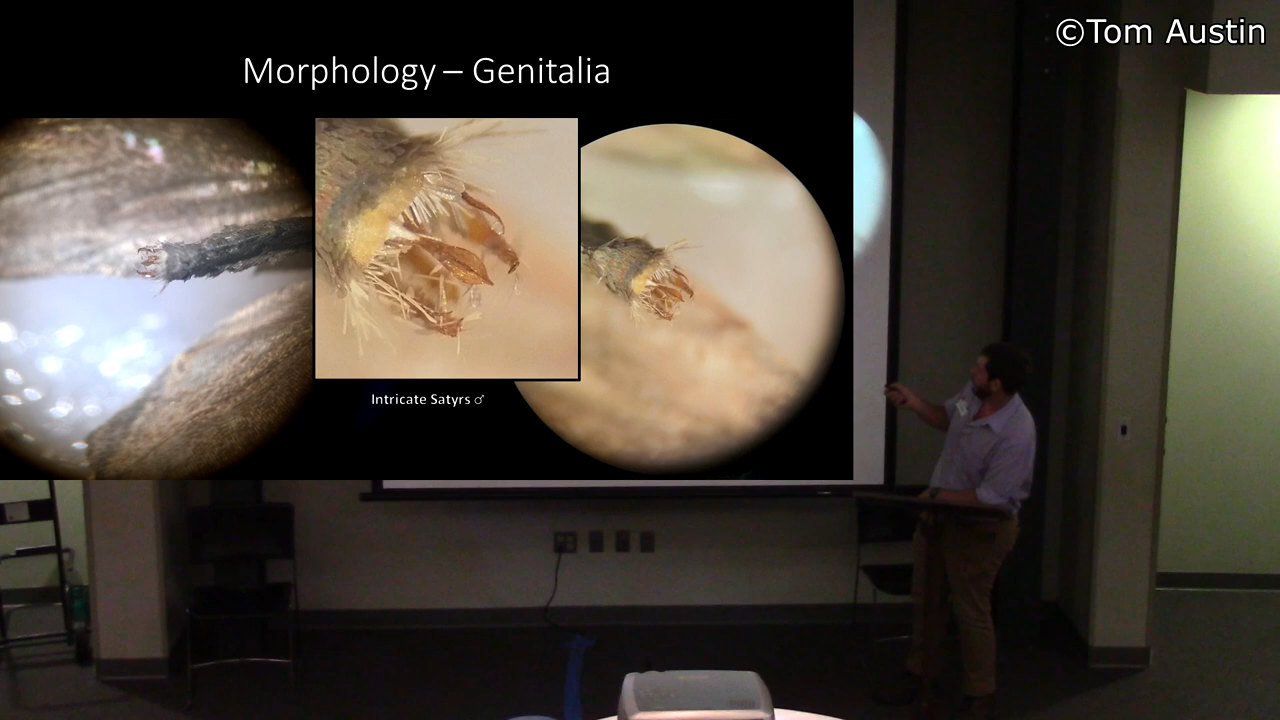 ©Tom Austin
Morphology – Genitalia
Intricate Satyrs ♂